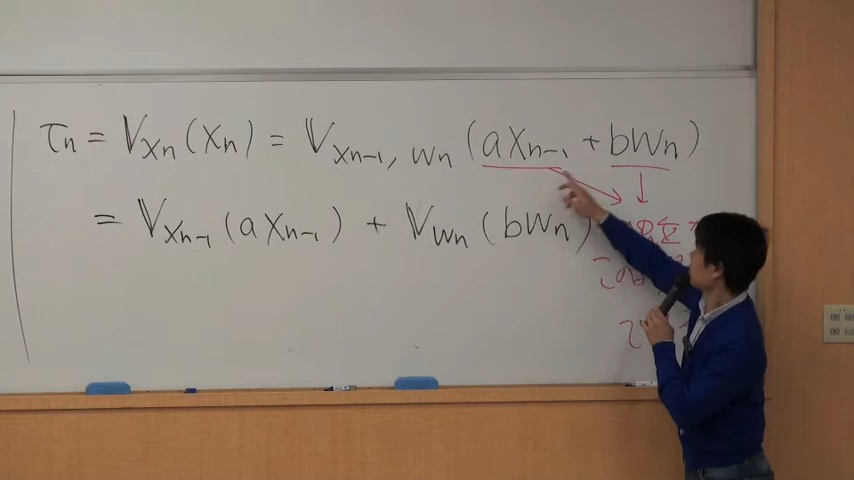 τn = 𝕍Xn(Xn) = 𝕍Xn-1, Wn (aXn-1 + bWn)
= 𝕍Xn-1(aXn-1) + 𝕍Wn(bWn)